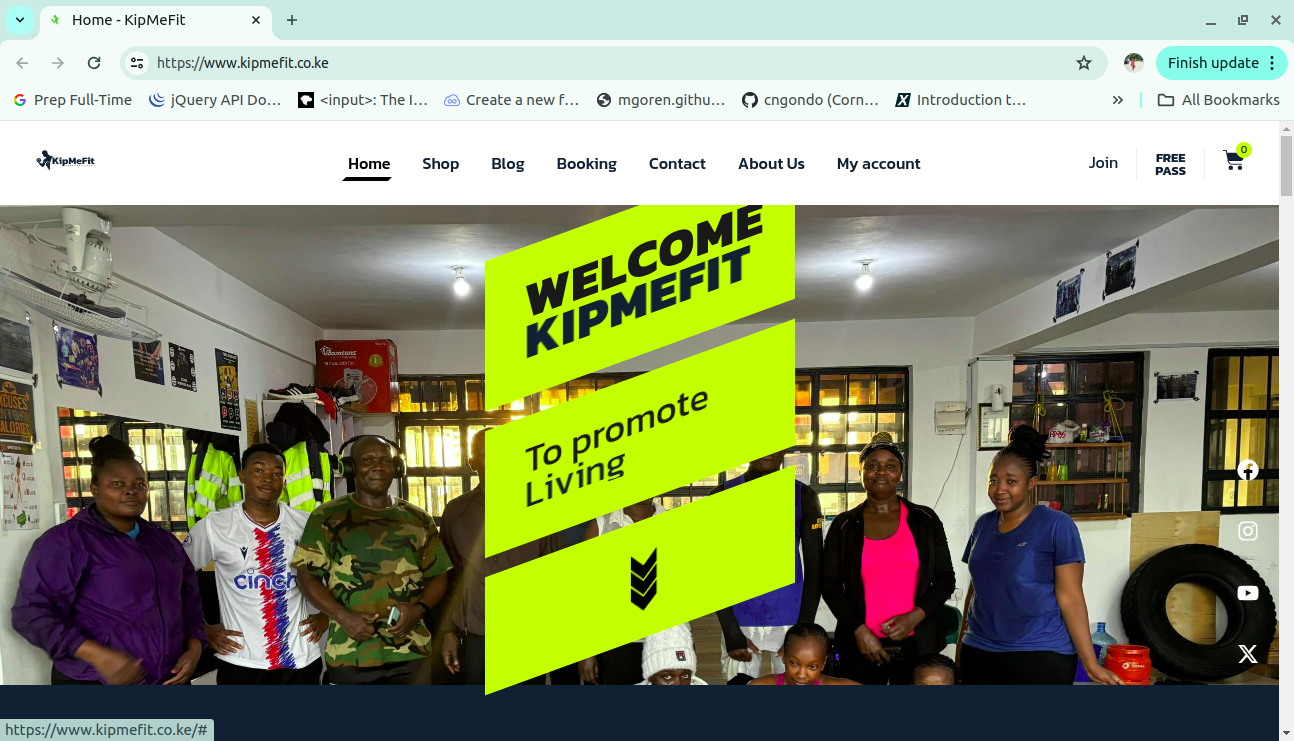 Home - KipMeFit
https://www.kipmefit.co.ke
Finish update
Prep Full-Time
jQuery API Do…
<input>: The I…
Create a new f…
mgoren.githu…
cngondo (Corn…
Introduction t…
All Bookmarks
KipMeFit
Home
Shop
Blog
Booking
Contact
About Us
My account
Join
FREE
PASS
0
WELCOME
KIPMEFIT
To promote
Living
Ramtons
cinch
EXCUSES
CALORIES
https://www.kipmefit.co.ke/#